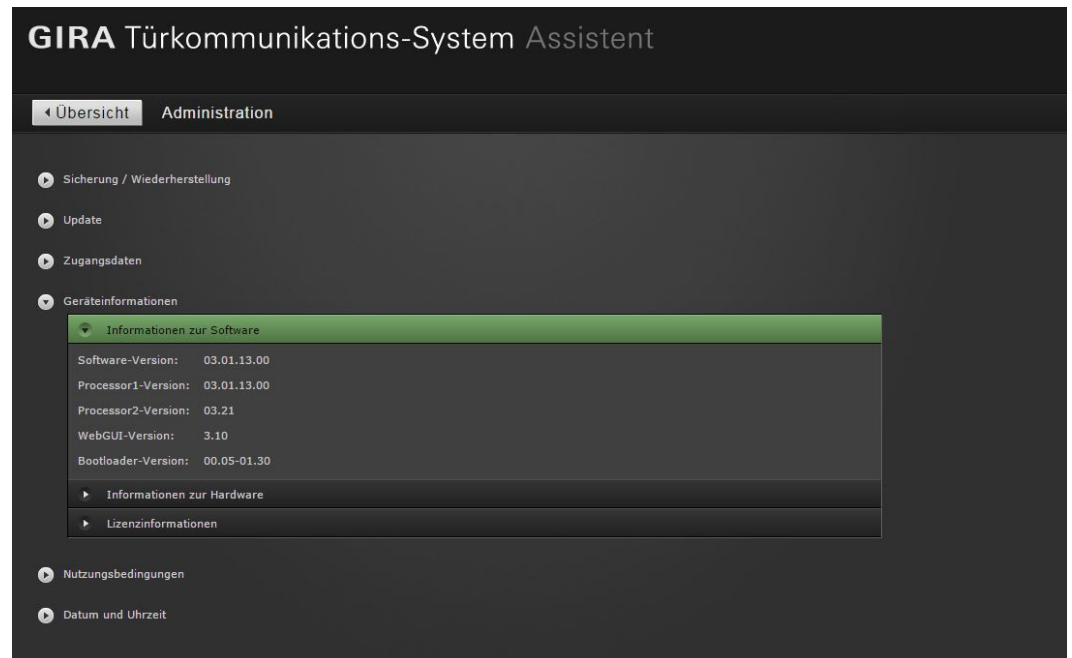 GIRA Türkommunikations-System Assistent
Übersicht Administration
Sicherung / Wiederherstellung
Update
Zugangsdaten
Geräteinformationen
Informationen zur Software
Software-Version: 03.01.13.00
Processor1-Version: 03.01.13.00
Processor2-Version: 03.21
WebGUI-Version: 3.10
Bootloader-Version: 00.05-01.30
Informationen zur Hardware
Lizenzinformationen
Nutzungsbedingungen
Datum und Uhrzeit